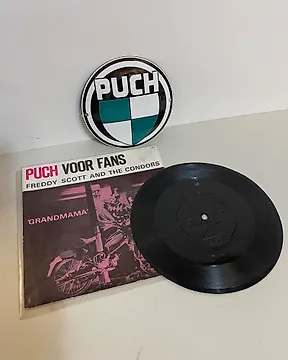 PUCH
PUCH VOOR FANS
FREDDY SCOTT AND THE CONDORS
'GRANDMAMA'